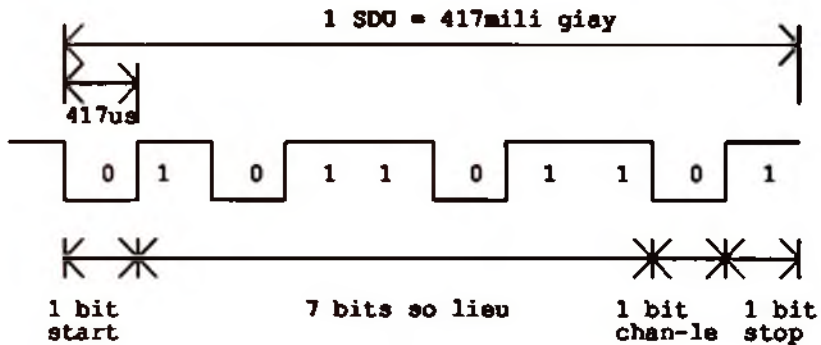 1 SDU = 417mili giay
417us
0 1 0 1 1 0 1 1 0 1
1 bit start
7 bits so lieu
1 bit chan-le
1 bit stop